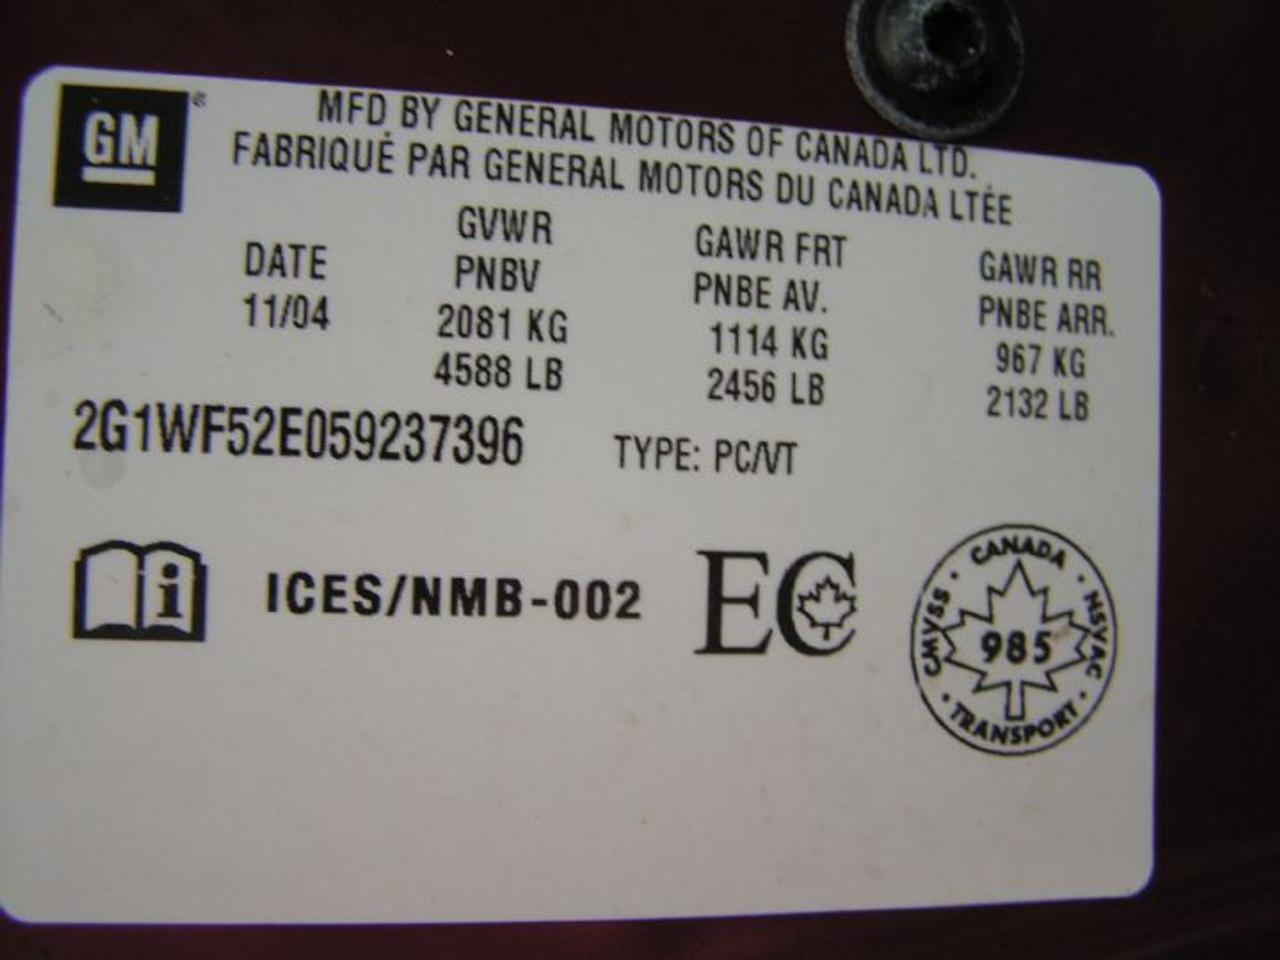 GM®
MFD BY GENERAL MOTORS OF CANADA LTD.
FABRIQUÉ PAR GENERAL MOTORS DU CANADA LTÉE
DATE
11/04
GVWR
PNBV
2081 KG
4588 LB
GAWR FRT
PNBE AV.
1114 KG
2456 LB
GAWR RR
PNBE ARR.
967 KG
2132 LB
2G1WF52E059237396 TYPE: PC/VT
i ICES/NMB-002 EC
CANADA
CMVSS · NSVAC
985
TRANSPORT